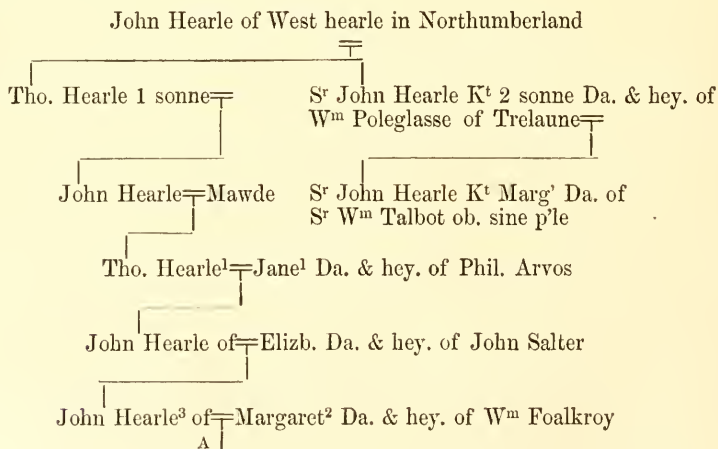 John Hearle of West hearle in Northumberland
Tho. Hearle 1 sonne
Sʳ John Hearle Kᵗ 2 sonne Da. & hey. of
Wᵐ Poleglasse of Trelaune
John Hearle Mawde
Sʳ John Hearle Kᵗ Marg' Da. of
Sʳ Wᵐ Talbot ob. sine p'le
Tho. Hearle¹ Jane¹ Da. & hey. of Phil. Arvos
John Hearle of Elizb. Da. & hey. of John Salter
John Hearle³ of Margaret² Da. & hey. of Wᵐ Foalkroy
A